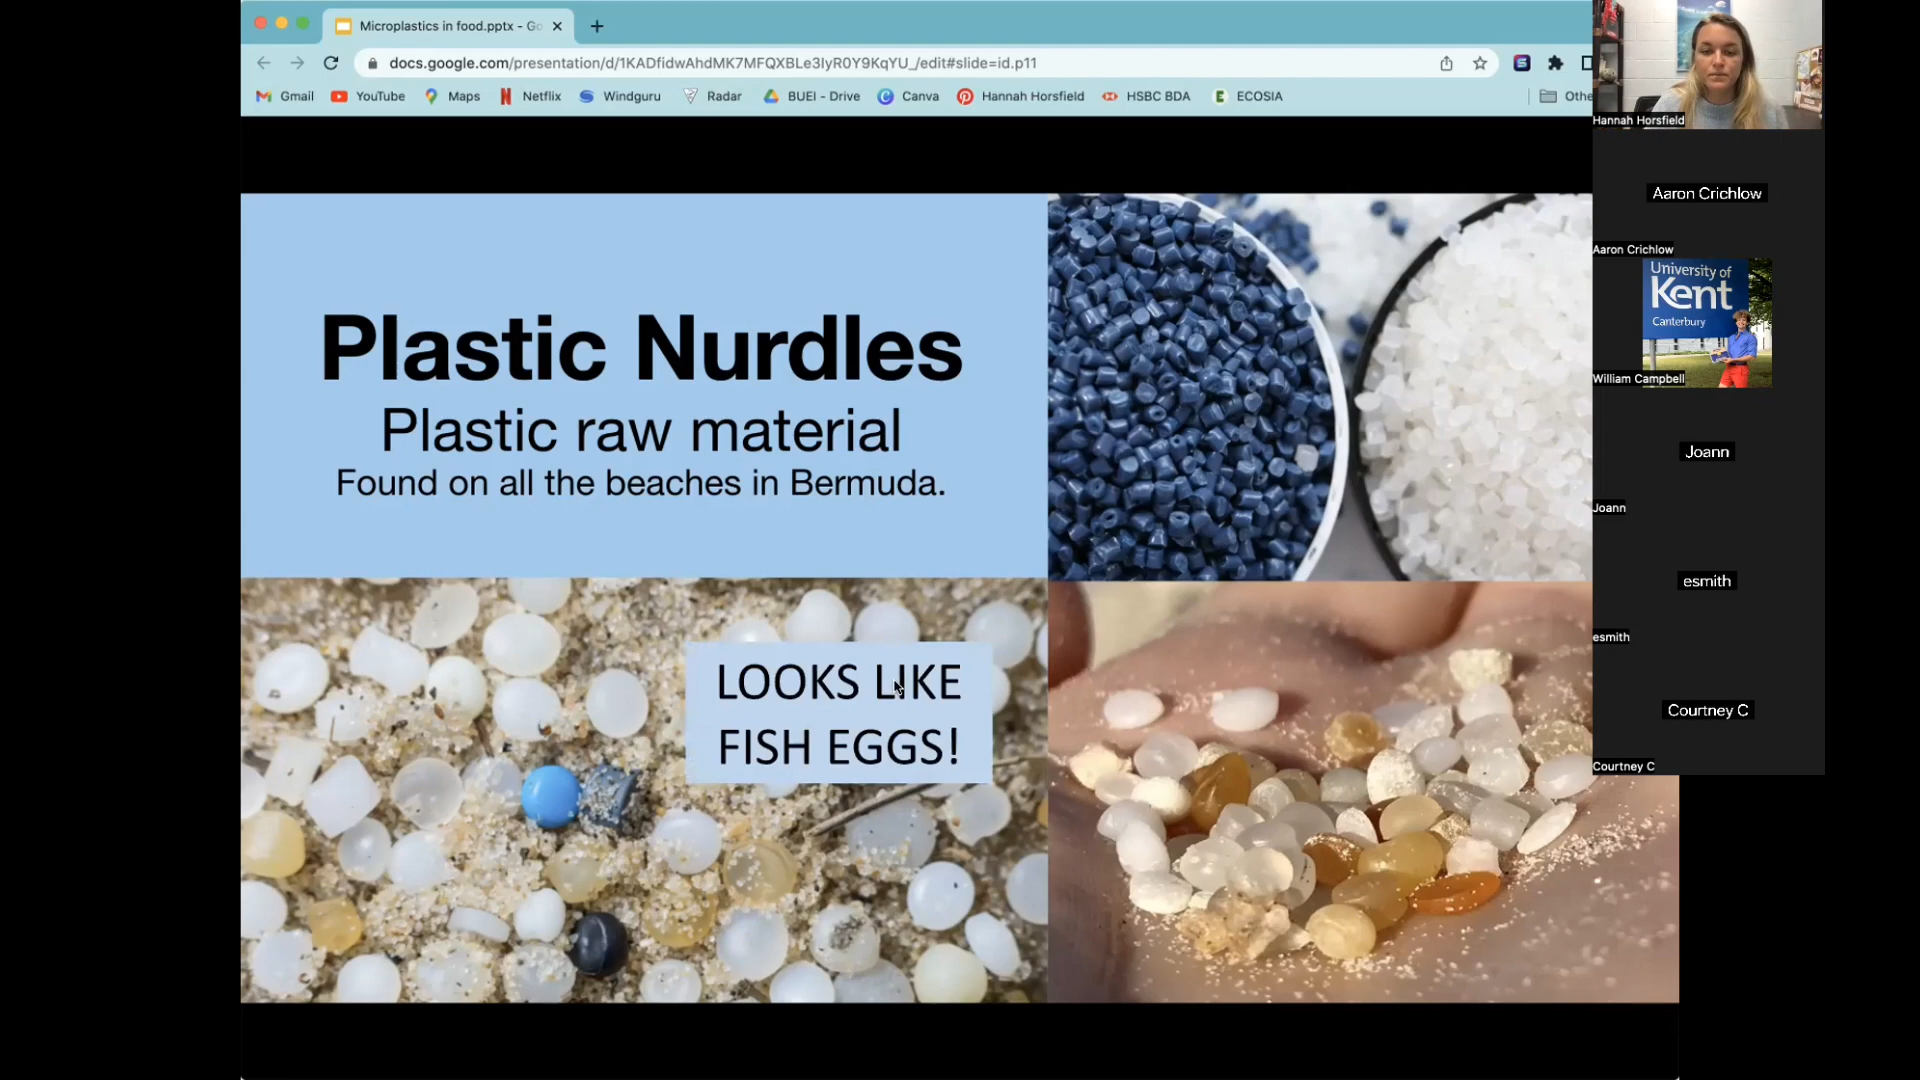 Microplastics in food.pptx - Go
docs.google.com/presentation/d/1KADfidwAhdMK7MFQXBLe3IyR0Y9KqYU_/edit#slide=id.p11
Gmail
YouTube
Maps
Netflix
Windguru
Radar
BUEI - Drive
Canva
Hannah Horsfield
HSBC BDA
ECOSIA
Othe
Plastic Nurdles
Plastic raw material
Found on all the beaches in Bermuda.
LOOKS LIKE
FISH EGGS!
Hannah Horsfield
Aaron Crichlow
Aaron Crichlow
University of
Kent
Canterbury
William Campbell
Joann
Joann
esmith
esmith
Courtney C
Courtney C